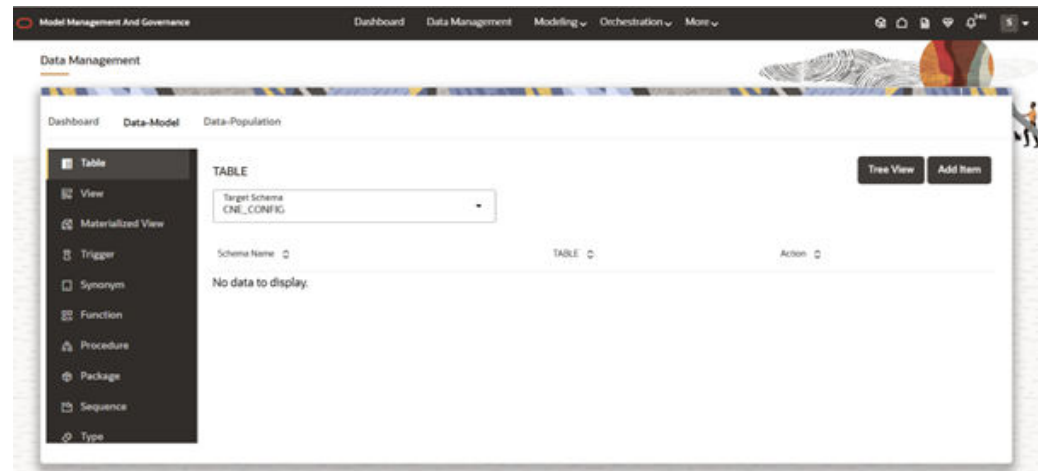 Model Management And Governance
Dashboard Data Management Modeling Orchestration More S
Data Management
Dashboard Data-Model Data-Population
Table
View
Materialized View
Trigger
Synonym
Function
Procedure
Package
Sequence
Type
TABLE
Tree View Add Item
Target Schema
CNE_CONFIG
Schema Name TABLE Action
No data to display.